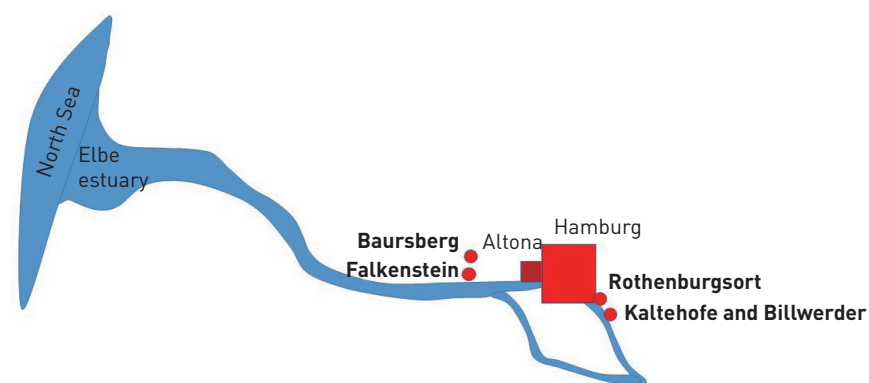 North Sea
Elbe
estuary
Hamburg
Baursberg
Altona
Falkenstein
Rothenburgsort
Kaltehofe and Billwerder